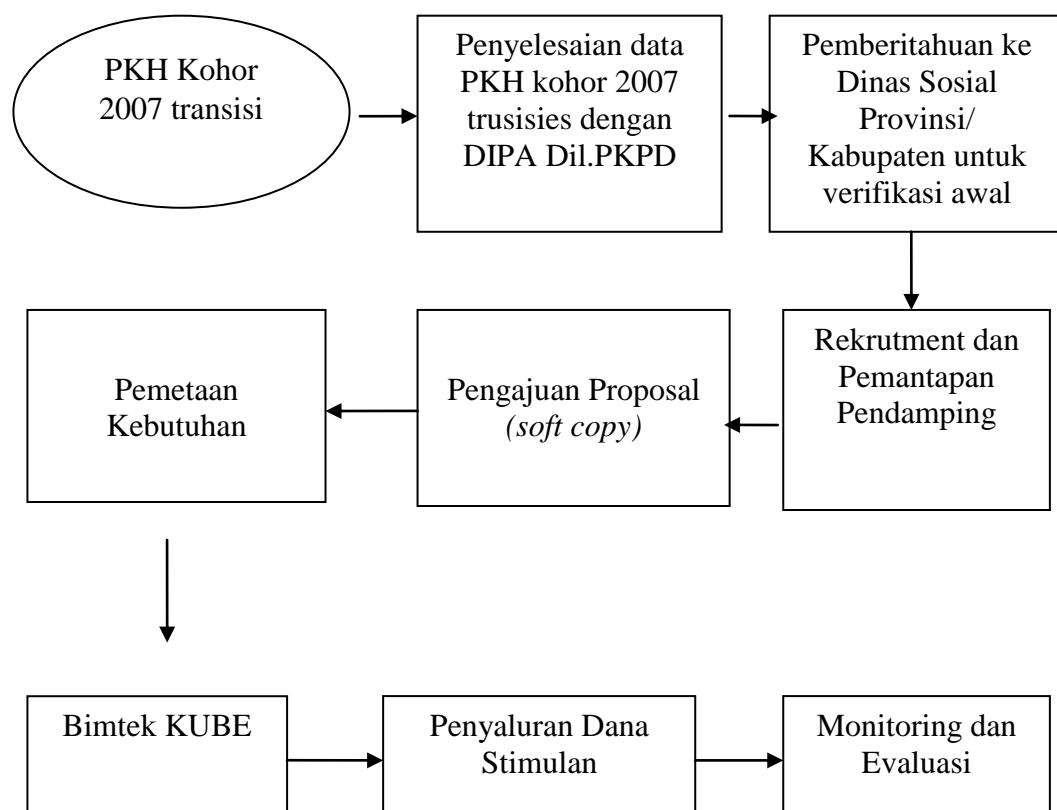 PKH Kohor
2007 transisi
Penyelesaian data
PKH kohor 2007
trusisies dengan
DIPA Dil.PKPD
Pemberitahuan ke
Dinas Sosial
Provinsi/
Kabupaten untuk
verifikasi awal
Rekrutment dan
Pemantapan
Pendamping
Pengajuan Proposal
(soft copy)
Pemetaan
Kebutuhan
Bimtek KUBE
Penyaluran Dana
Stimulan
Monitoring dan
Evaluasi